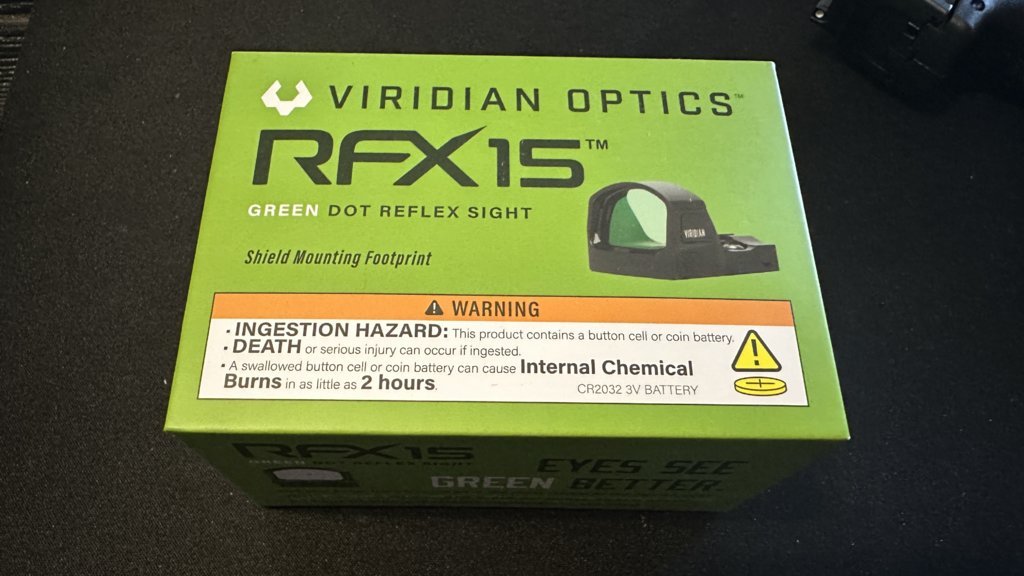 VIRIDIAN OPTICS™
RFX15™
GREEN DOT REFLEX SIGHT
VIRIDIAN
Shield Mounting Footprint
WARNING
· INGESTION HAZARD: This product contains a button cell or coin battery.
· DEATH or serious injury can occur if ingested.
· A swallowed button cell or coin battery can cause Internal Chemical
Burns in as little as 2 hours.
CR2032 3V BATTERY
RFX15
GREEN DOT REFLEX SIGHT
EYES SEE
GREEN BETTER.